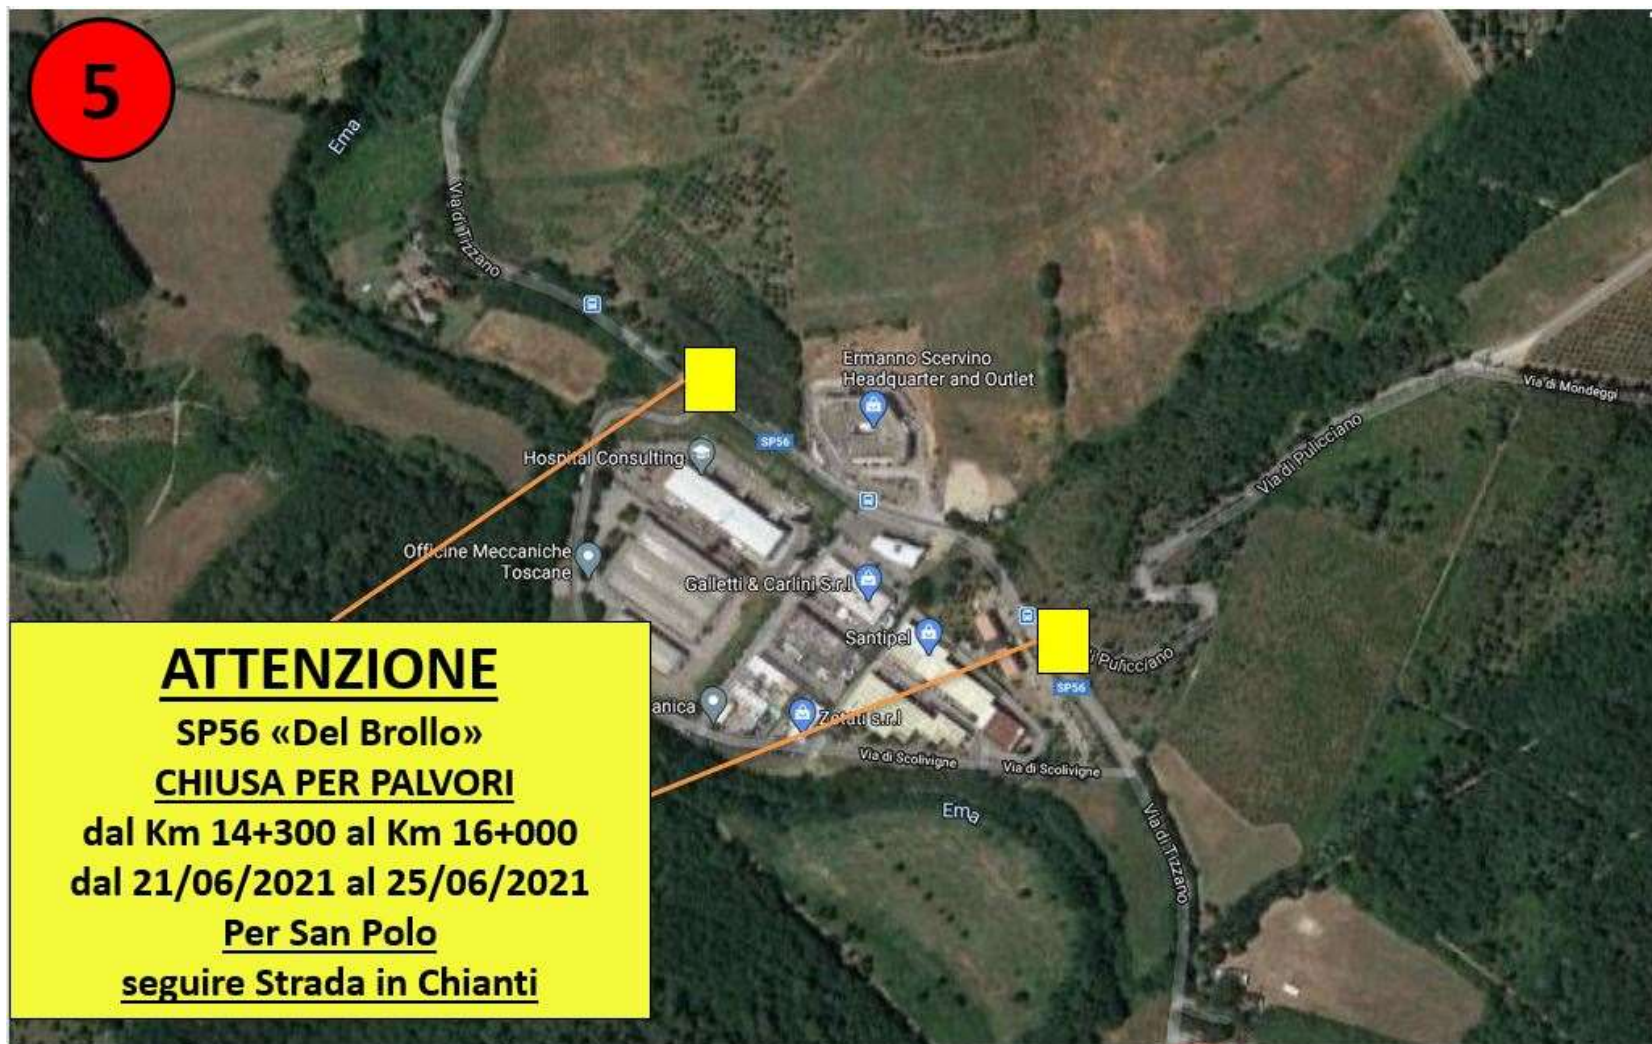 5
Ema
Via di Tizzano
Ermanno Scervino
Headquarter and Outlet
Via di Mondeggi
SP56
Via di Pulicciano
Hospital Consulting
Officine Meccaniche
Toscane
Galletti & Carlini S.r.l
Santipel
i Pulicciano
SP56
anica
Zetati s.r.l
Via di Scolivigne
Via di Scolivigne
Ema
Via di Tizzano
ATTENZIONE
SP56 «Del Brollo»
CHIUSA PER PALVORI
dal Km 14+300 al Km 16+000
dal 21/06/2021 al 25/06/2021
Per San Polo
seguire Strada in Chianti